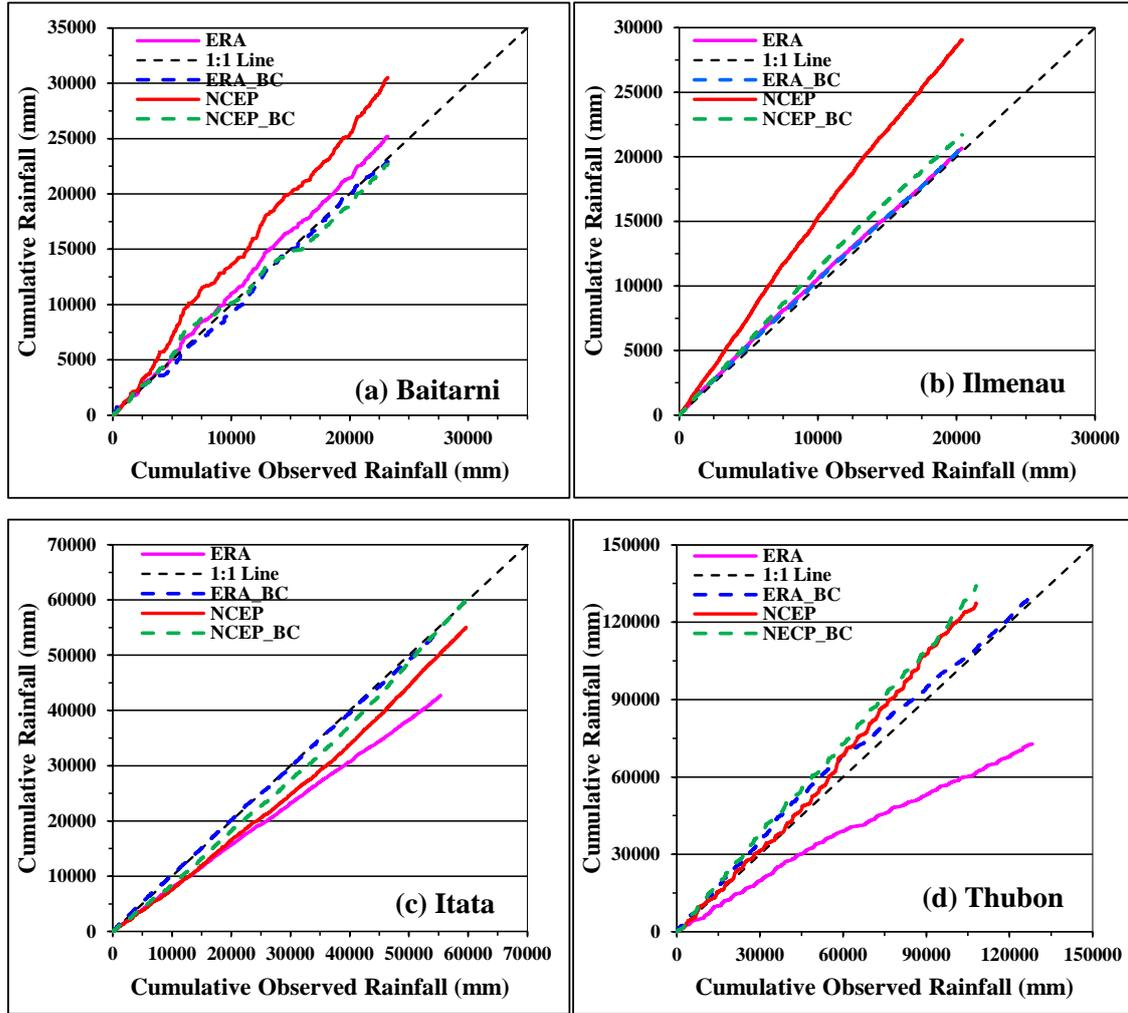 35000
30000
25000
20000
15000
10000
5000
0
Cumulative Rainfall (mm)
ERA
1:1 Line
ERA_BC
NCEP
NCEP_BC
(a) Baitarni
0 10000 20000 30000
Cumulative Observed Rainfall (mm)
30000
25000
20000
15000
10000
5000
0
Cumulative Rainfall (mm)
ERA
1:1 Line
ERA_BC
NCEP
NCEP_BC
(b) Ilmenau
0 10000 20000 30000
Cumulative Observed Rainfall (mm)
70000
60000
50000
40000
30000
20000
10000
0
Cumulative Rainfall (mm)
ERA
1:1 Line
ERA_BC
NCEP
NCEP_BC
(c) Itata
0 10000 20000 30000 40000 50000 60000 70000
Cumulative Observed Rainfall (mm)
150000
120000
90000
60000
30000
0
Cumulative Rainfall (mm)
ERA
1:1 Line
ERA_BC
NCEP
NECP_BC
(d) Thubon
0 30000 60000 90000 120000 150000
Cumulative Observed Rainfall (mm)